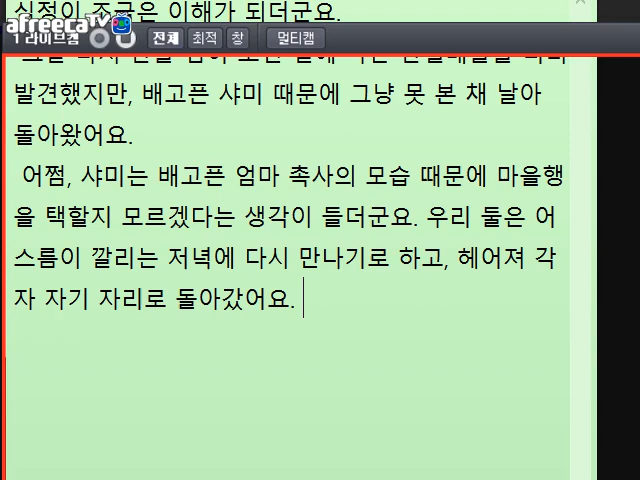 심정이 조금은 이해가 되더군요.
afreecaTV
1 라이브캠 전체 최적 창 멀티캠
발견했지만, 배고픈 샤미 때문에 그냥 못 본 채 날아
돌아왔어요.
어쩜, 샤미는 배고픈 엄마 촉사의 모습 때문에 마을행
을 택할지 모르겠다는 생각이 들더군요. 우리 둘은 어
스름이 깔리는 저녁에 다시 만나기로 하고, 헤어져 각
자 자기 자리로 돌아갔어요.